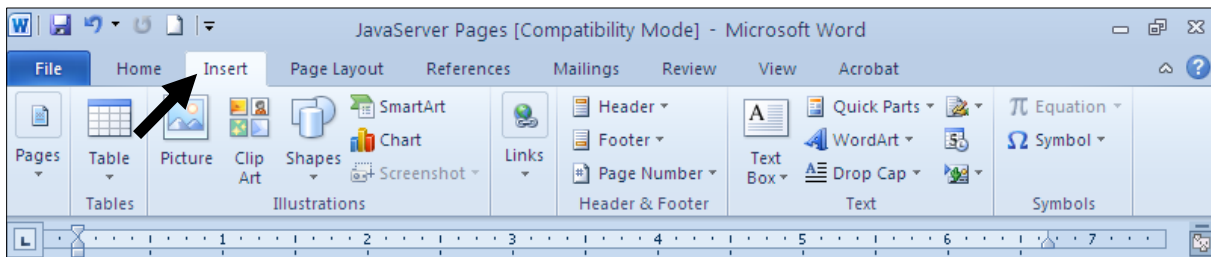 JavaServer Pages [Compatibility Mode] - Microsoft Word
File Home Insert Page Layout References Mailings Review View Acrobat
Pages
Table
Tables
Picture
Clip
Art
Shapes
SmartArt
Chart
Screenshot
Illustrations
Links
Header
Footer
Page Number
Header & Footer
A
Text
Box
Quick Parts
WordArt
Drop Cap
Text
π Equation
Ω Symbol
Symbols
L 1 2 3 4 5 6 7